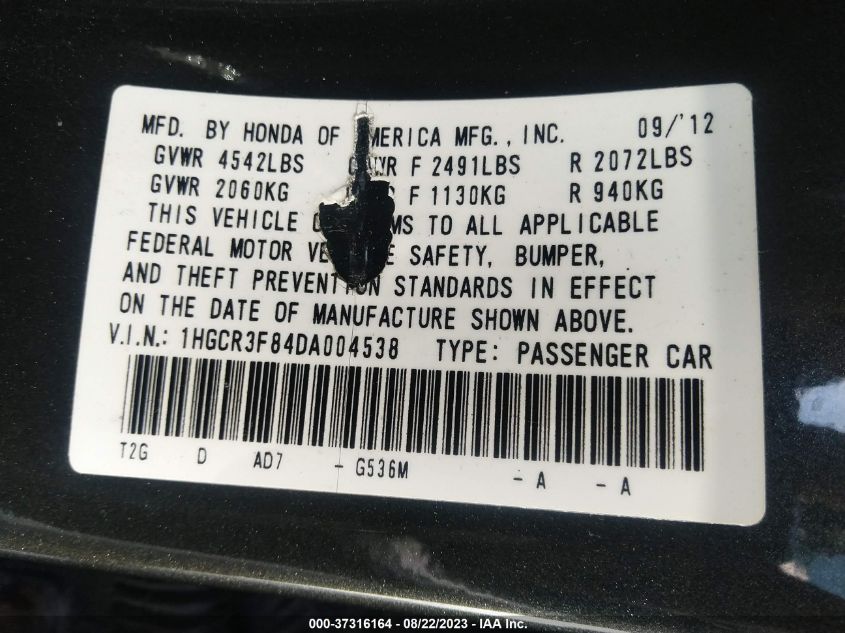 MFD. BY HONDA OF MERICA MFG., INC. 09/'12
GVWR 4542LBS F 2491LBS R 2072LBS
GVWR 2060KG F 1130KG R 940KG
THIS VEHICLE MS TO ALL APPLICABLE
FEDERAL MOTOR SAFETY, BUMPER,
AND THEFT PREVENTION STANDARDS IN EFFECT
ON THE DATE OF MANUFACTURE SHOWN ABOVE.
V.I.N.: 1HGCR3F84DA004538 TYPE: PASSENGER CAR
T2G D AD7 - G536M - A - A
000-37316164 - 08/22/2023 - IAA Inc.